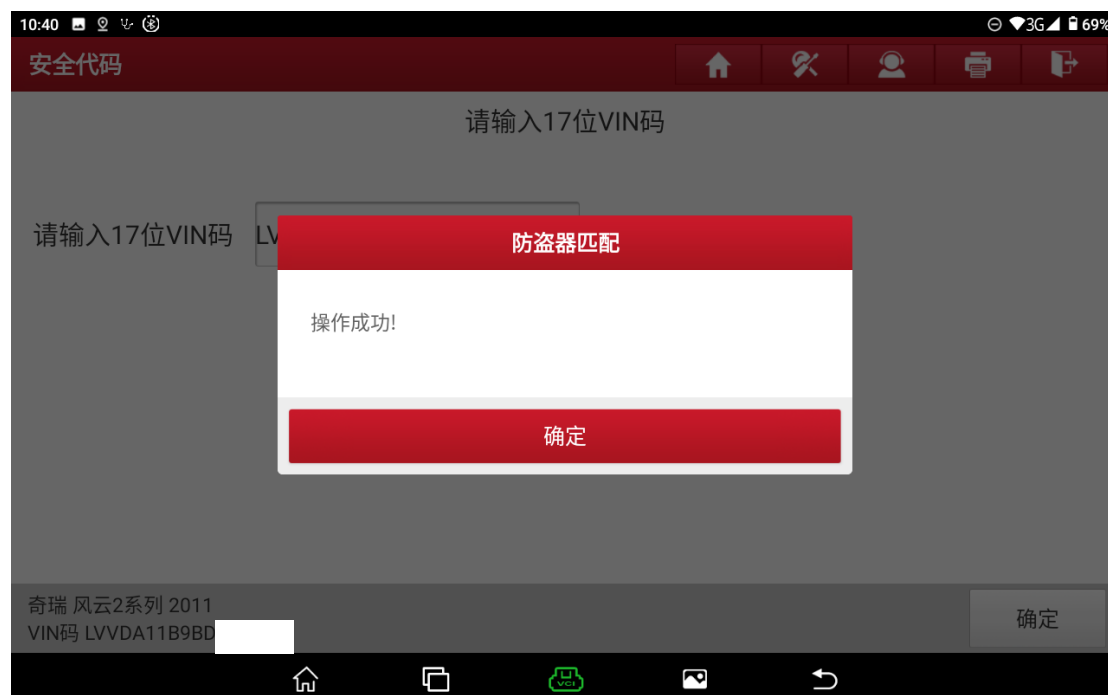 10:40
3G 69%
安全代码
请输入17位VIN码
请输入17位VIN码 LV
防盗器匹配
操作成功!
确定
奇瑞 风云2系列 2011
VIN码 LVVDA11B9BD
确定
VCI